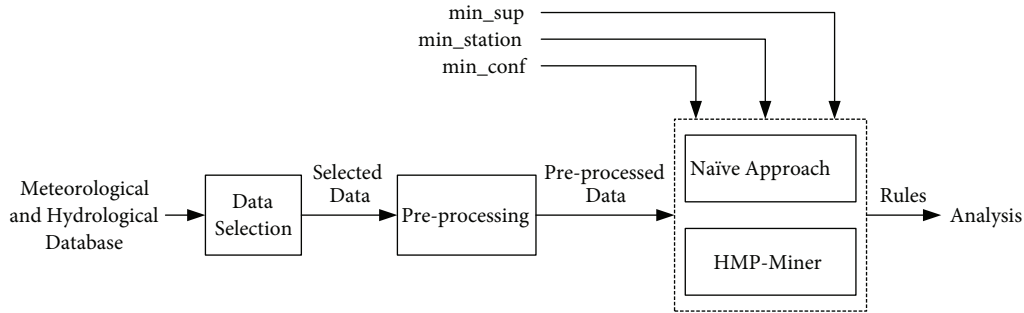 min_sup
min_station
min_conf
Meteorological
and Hydrological
Database
Data
Selection
Selected
Data
Pre-processing
Pre-processed
Data
Naïve Approach
HMP-Miner
Rules
Analysis